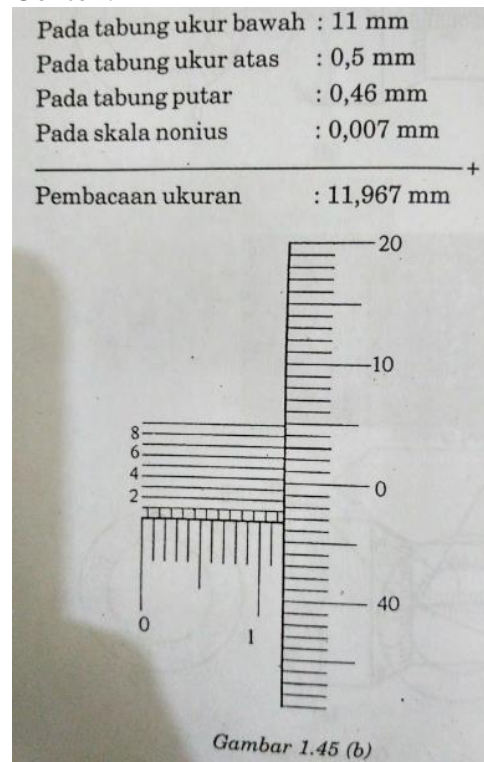 Pada tabung ukur bawah : 11 mm
Pada tabung ukur atas : 0,5 mm
Pada tabung putar : 0,46 mm
Pada skala nonius : 0,007 mm
+
Pembacaan ukuran : 11,967 mm
20
10
8
6
4
2
0
40
0
1
Gambar 1.45 (b)